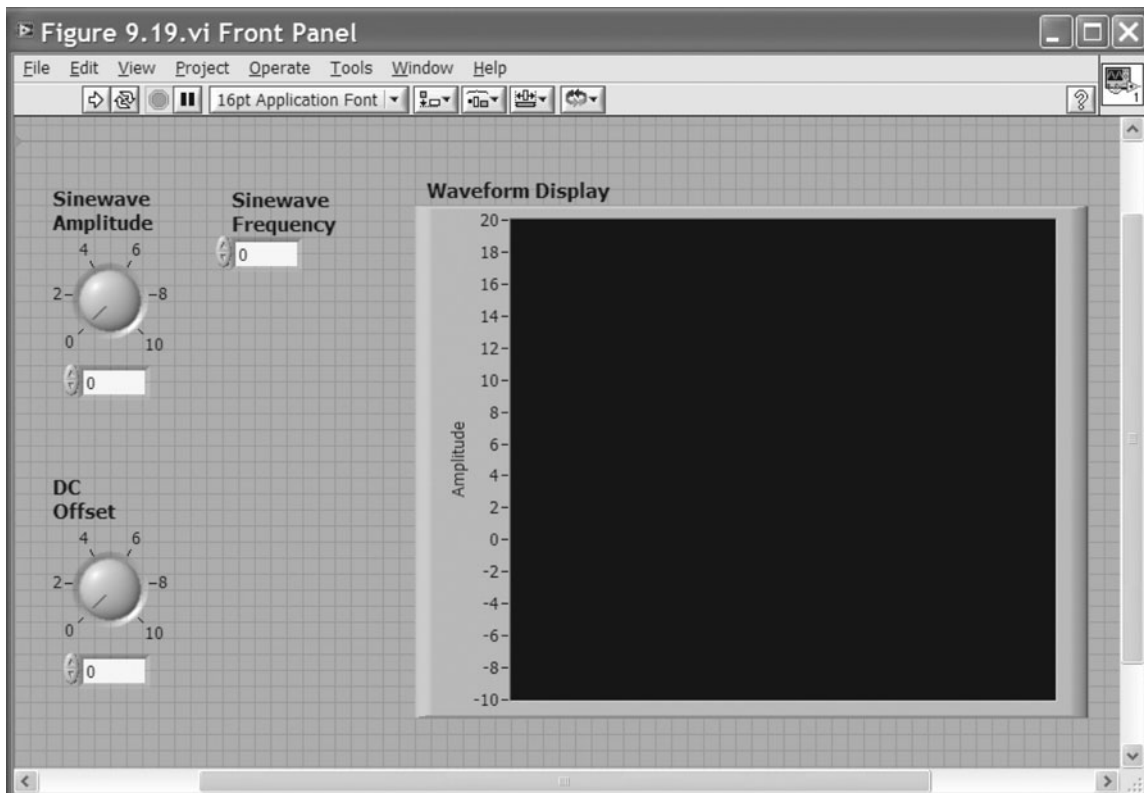 Figure 9.19.vi Front Panel
File Edit View Project Operate Tools Window Help
16pt Application Font
?
1
Sinewave
Amplitude
4 6
2 8
0 10
0
Sinewave
Frequency
0
DC
Offset
4 6
2 8
0 10
0
Waveform Display
Amplitude
20
18
16
14
12
10
8
6
4
2
0
-2
-4
-6
-8
-10